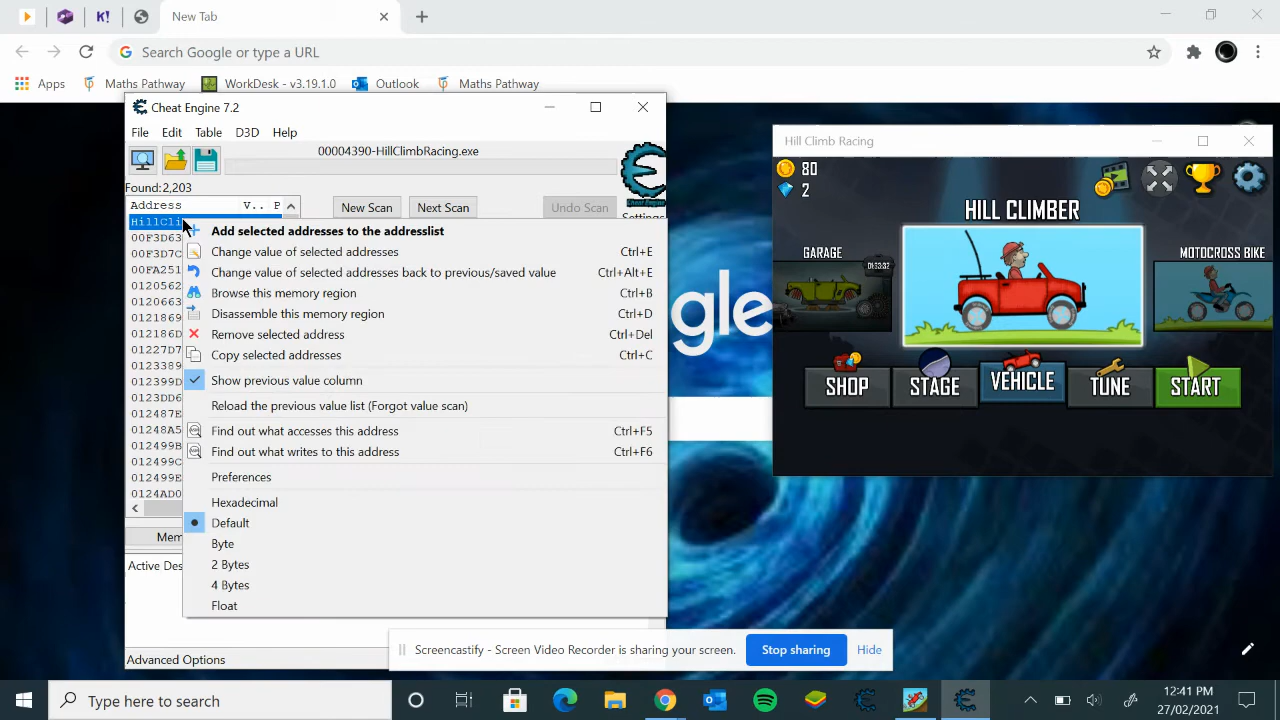 K!
New Tab
Search Google or type a URL
Apps
Maths Pathway
WorkDesk - v3.19.1.0
Outlook
Maths Pathway
Cheat Engine 7.2
File Edit Table D3D Help
00004390-HillClimbRacing.exe
Found:2,203
Address V.. P
New Scan
Next Scan
Undo Scan
Cheat Engine
Settings
HillCli
00F3D63
00F3D7C
00FA251
0120562
0120663
0121869
012186D
01227D7
0123389
012399D
0123DD6
012487E
01248A5
012499B
012499C
012499E
0124AD0
Mem
Active Des
Advanced Options
Add selected addresses to the addresslist
Change value of selected addresses Ctrl+E
Change value of selected addresses back to previous/saved value Ctrl+Alt+E
Browse this memory region Ctrl+B
Disassemble this memory region Ctrl+D
Remove selected address Ctrl+Del
Copy selected addresses Ctrl+C
Show previous value column
Reload the previous value list (Forgot value scan)
Find out what accesses this address Ctrl+F5
Find out what writes to this address Ctrl+F6
Preferences
Hexadecimal
Default
Byte
2 Bytes
4 Bytes
Float
gle
Hill Climb Racing
80
2
HILL CLIMBER
GARAGE
MOTOCROSS BIKE
SHOP
STAGE
VEHICLE
TUNE
START
Screencastify - Screen Video Recorder is sharing your screen.
Stop sharing
Hide
Type here to search
12:41 PM
27/02/2021